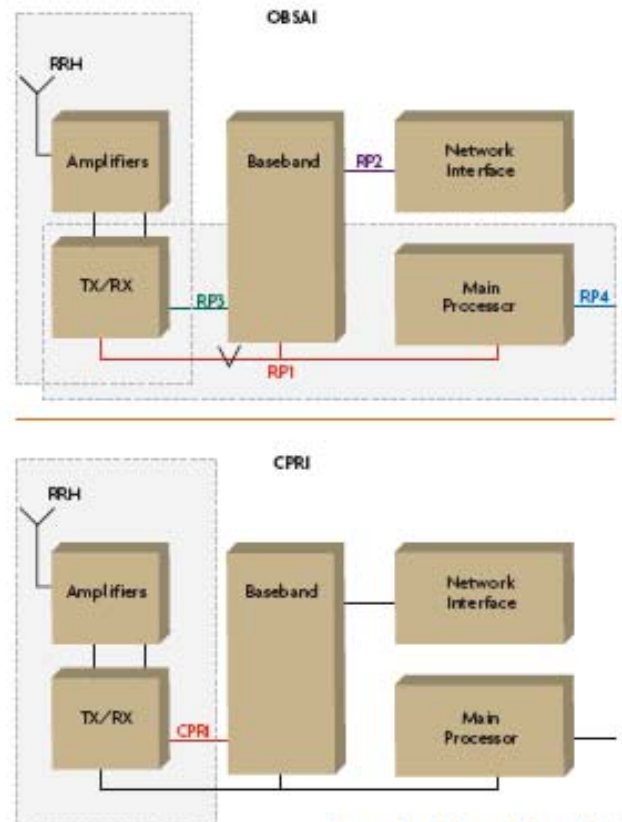 OBSAI
RRH
Amplifiers
Baseband
RP2
Network
Interface
TX/RX
RP3
Main
Processor
RP4
RP1
CPRI
RRH
Amplifiers
Baseband
Network
Interface
TX/RX
CPRI
Main
Processor